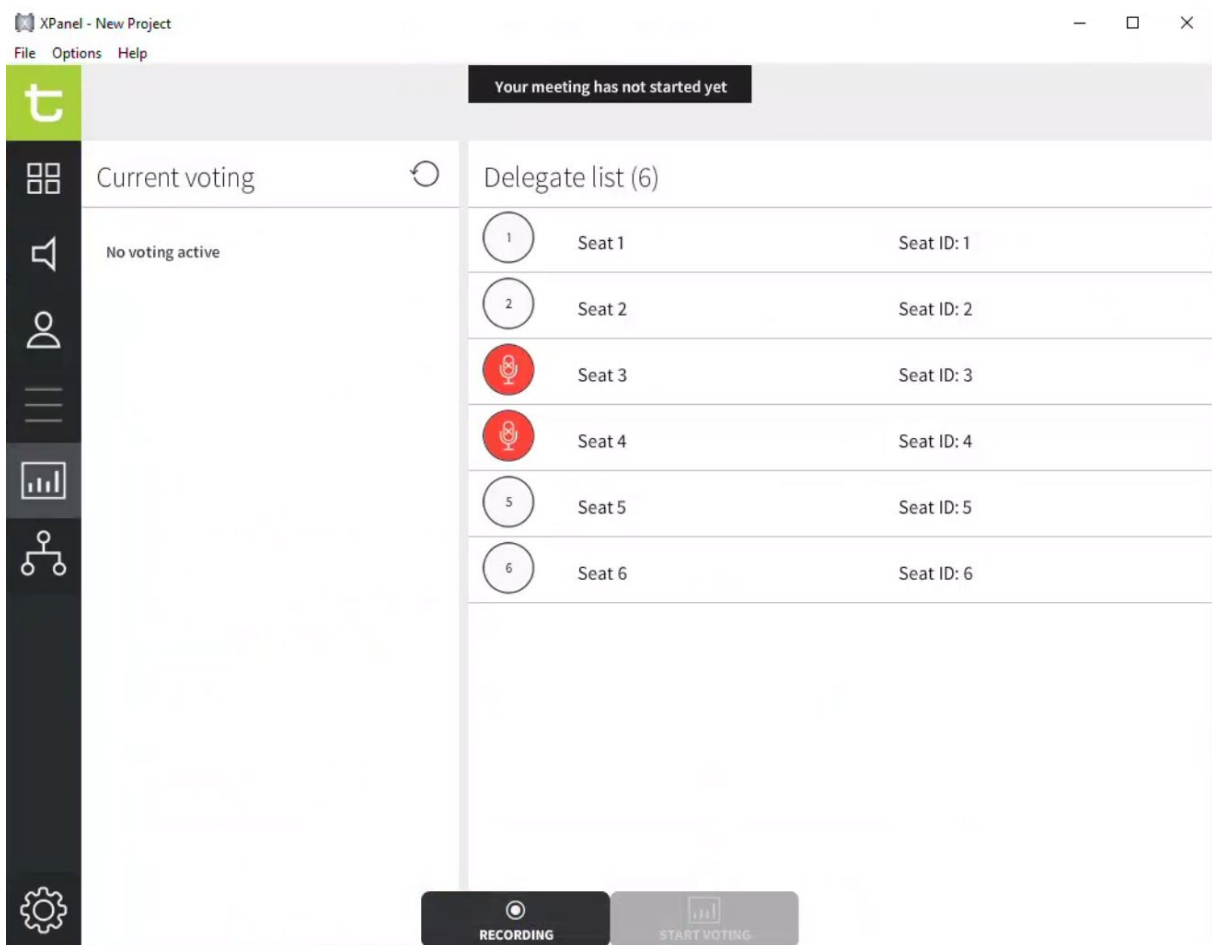 XPanel - New Project
File Options Help
t
Your meeting has not started yet
Current voting
Delegate list (6)
No voting active
1 Seat 1 Seat ID: 1
2 Seat 2 Seat ID: 2
Seat 3 Seat ID: 3
Seat 4 Seat ID: 4
5 Seat 5 Seat ID: 5
6 Seat 6 Seat ID: 6
RECORDING
START VOTING